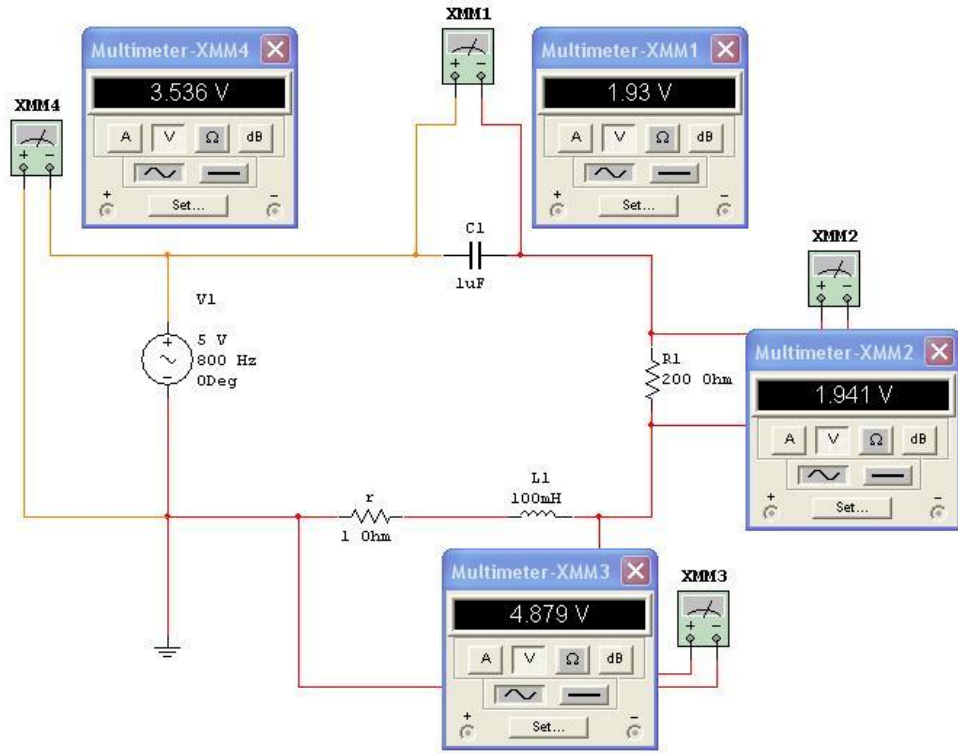 XMM1
Multimeter-XMM4
3.536 V
A V Ω dB
+ -
Set...
Multimeter-XMM1
1.93 V
A V Ω dB
+ -
Set...
XMM4
+ -
+ -
C1
1uF
XMM2
+ -
V1
5 V
800 Hz
0Deg
+
R1
200 Ohm
Multimeter-XMM2
1.941 V
A V Ω dB
+ -
Set...
r
1 Ohm
L1
100mH
Multimeter-XMM3
4.879 V
A V Ω dB
+ -
Set...
XMM3
+ -